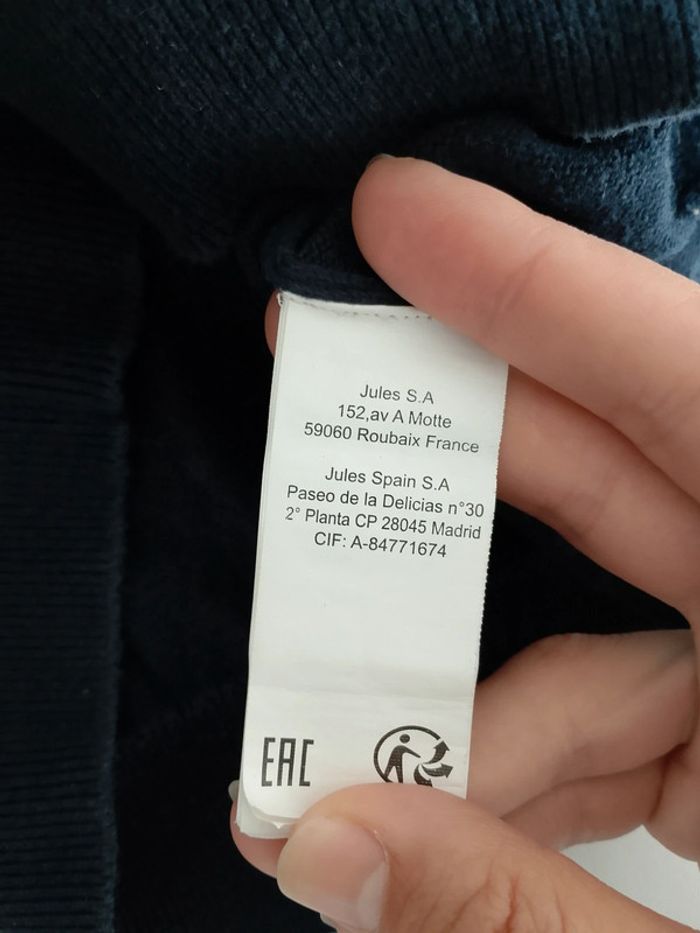 Jules S.A
152,av A Motte
59060 Roubaix France
Jules Spain S.A
Paseo de la Delicias n°30
2° Planta CP 28045 Madrid
CIF: A-84771674
EAC